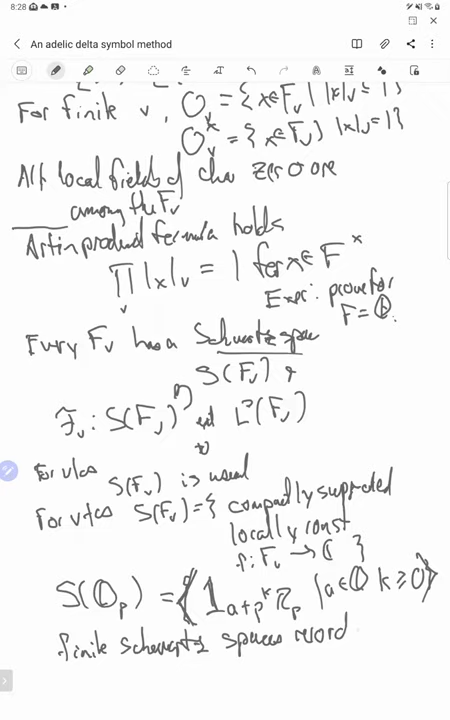 8:28
An adelic delta symbol method
For finite v, O_v = {x∈F_v | |x|_v ≤ 1}
O_v^× = {x∈F_v | |x|_v = 1}
All local fields of char zero are
among the F_v
Artin product formula holds
∏_v |x|_v = 1 for x∈F^×
Exer: prove for
F = ℚ.
Every F_v has a Schwartz space
S(F_v) &
F_v : S(F_v)
L²(F_v)
For v|∞ S(F_v) is usual
For v∤∞ S(F_v) = { compactly supported
locally const
f: F_v → ℂ }
S(ℚ_p) = ⟨ 1_{a+p^k ℤ_p} | a∈ℚ k≥0 ⟩
finite schwartz spaces record